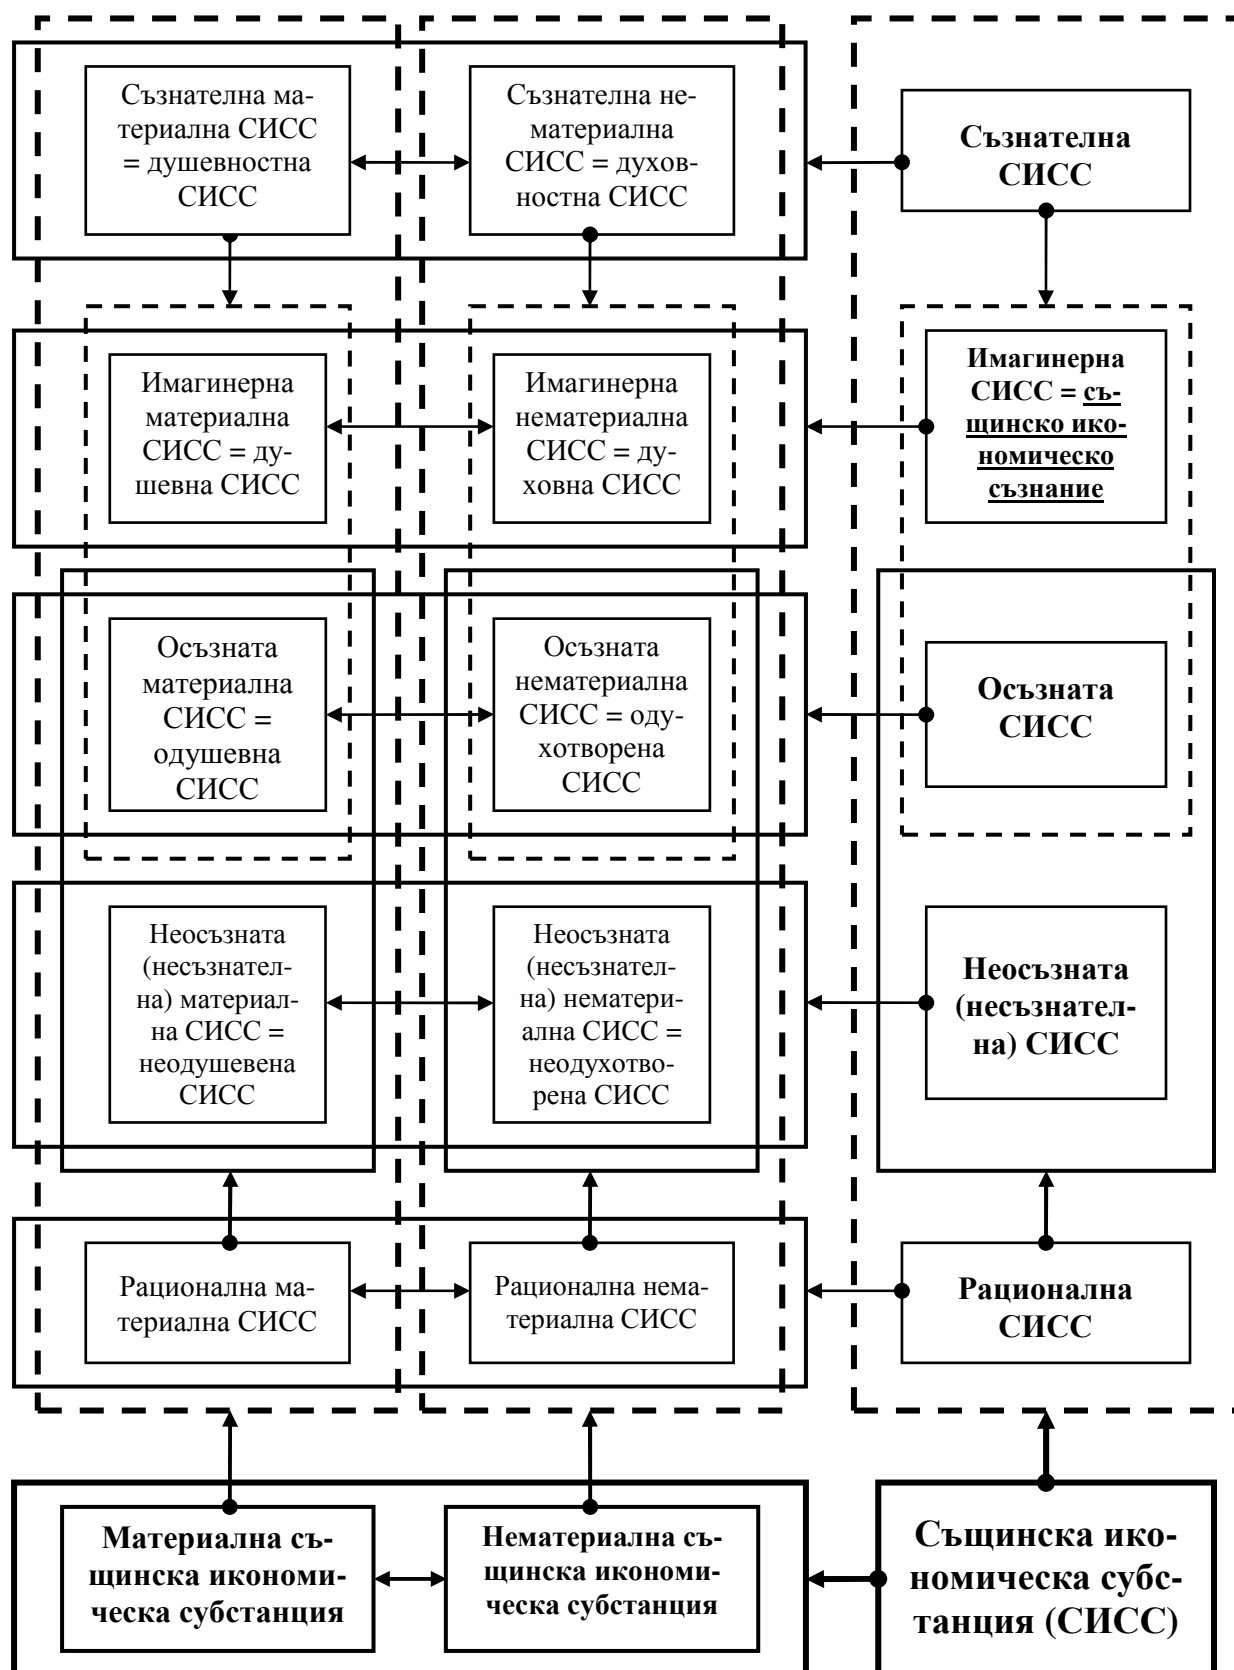 Съзнателна ма-
териална СИСС
= душевностна
СИСС
Съзнателна не-
материална
СИСС = духов-
ностна СИСС
Съзнателна
СИСС
Имагинерна
материална
СИСС = ду-
шевна СИСС
Имагинерна
нематериална
СИСС = ду-
ховна СИСС
Имагинерна
СИСС = съ-
щинско ико-
номическо
съзнание
Осъзната
материална
СИСС =
одушевна
СИСС
Осъзната
нематериална
СИСС = оду-
хотворена
СИСС
Осъзната
СИСС
Неосъзната
(несъзнател-
на) материал-
на СИСС =
неодушевена
СИСС
Неосъзната
(несъзнател-
на) нематери-
ална СИСС =
неодухотво-
рена СИСС
Неосъзната
(несъзнател-
на) СИСС
Рационална ма-
териална СИСС
Рационална нема-
териална СИСС
Рационална
СИСС
Материална съ-
щинска икономи-
ческа субстанция
Нематериална съ-
щинска икономи-
ческа субстанция
Същинска ико-
номическа субс-
танция (СИСС)